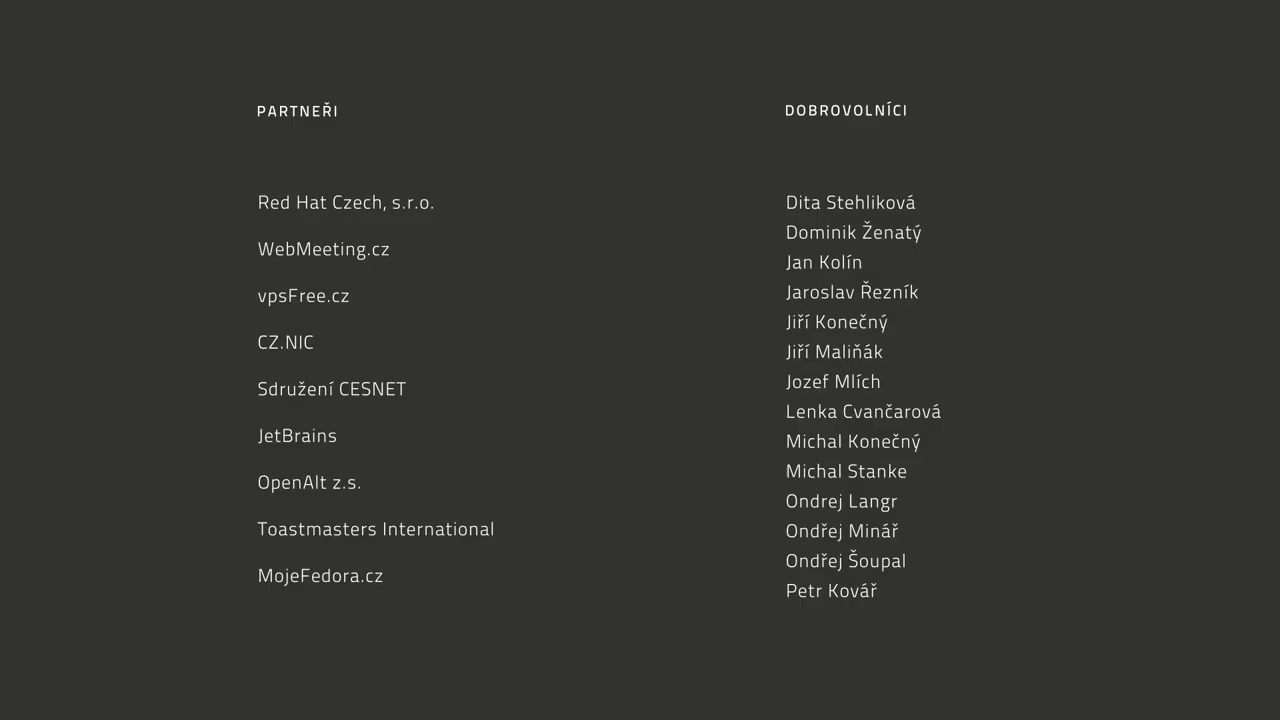 PARTNEŘI
Red Hat Czech, s.r.o.
WebMeeting.cz
vpsFree.cz
CZ.NIC
Sdružení CESNET
JetBrains
OpenAlt z.s.
Toastmasters International
MojeFedora.cz
DOBROVOLNÍCI
Dita Stehliková
Dominik Ženatý
Jan Kolín
Jaroslav Řezník
Jiří Konečný
Jiří Maliňák
Jozef Mlích
Lenka Cvančarová
Michal Konečný
Michal Stanke
Ondrej Langr
Ondřej Minář
Ondřej Šoupal
Petr Kovář